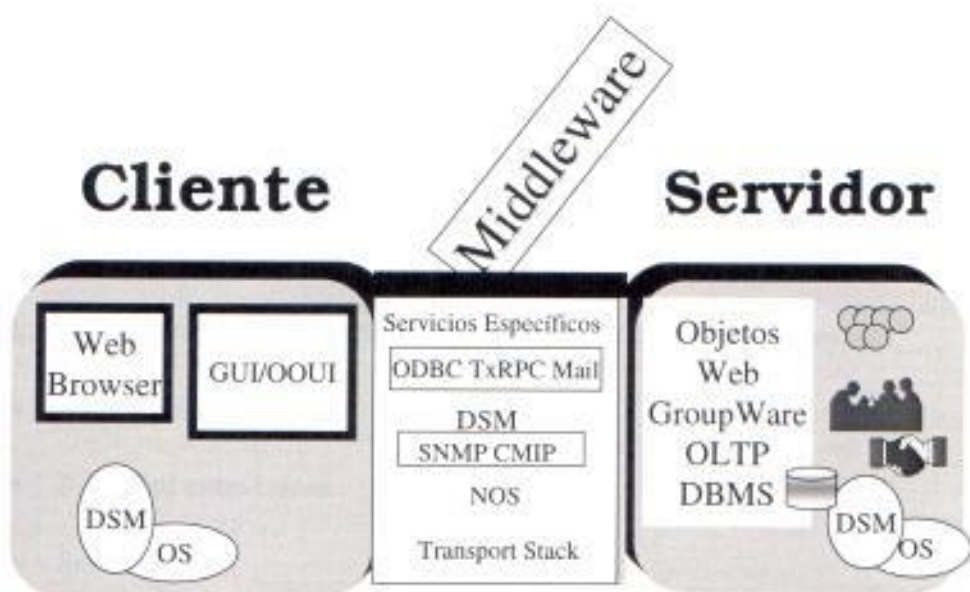 Middleware
Cliente
Servidor
Web
Browser
GUI/OOUI
DSM
OS
Servicios Específicos
ODBC TxRPC Mail
DSM
SNMP CMIP
NOS
Transport Stack
Objetos
Web
GroupWare
OLTP
DBMS
DSM
OS